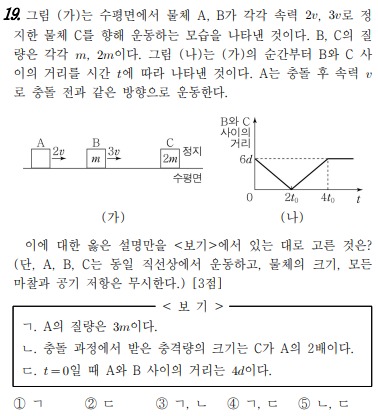 19. 그림 (가)는 수평면에서 물체 A, B가 각각 속력 2v, 3v로 정
지한 물체 C를 향해 운동하는 모습을 나타낸 것이다. B, C의 질
량은 각각 m, 2m이다. 그림 (나)는 (가)의 순간부터 B와 C 사
이의 거리를 시간 t에 따라 나타낸 것이다. A는 충돌 후 속력 v
로 충돌 전과 같은 방향으로 운동한다.
A 2v B m 3v C 2m 정지
수평면
(가)
B와 C
사이의
거리
6d
0 2t₀ 4t₀ t
(나)
이에 대한 옳은 설명만을 <보기>에서 있는 대로 고른 것은?
(단, A, B, C는 동일 직선상에서 운동하고, 물체의 크기, 모든
마찰과 공기 저항은 무시한다.) [3점]
< 보 기 >
ㄱ. A의 질량은 3m이다.
ㄴ. 충돌 과정에서 받은 충격량의 크기는 C가 A의 2배이다.
ㄷ. t=0일 때 A와 B 사이의 거리는 4d이다.
① ㄱ ② ㄷ ③ ㄱ, ㄴ ④ ㄱ, ㄷ ⑤ ㄴ, ㄷ